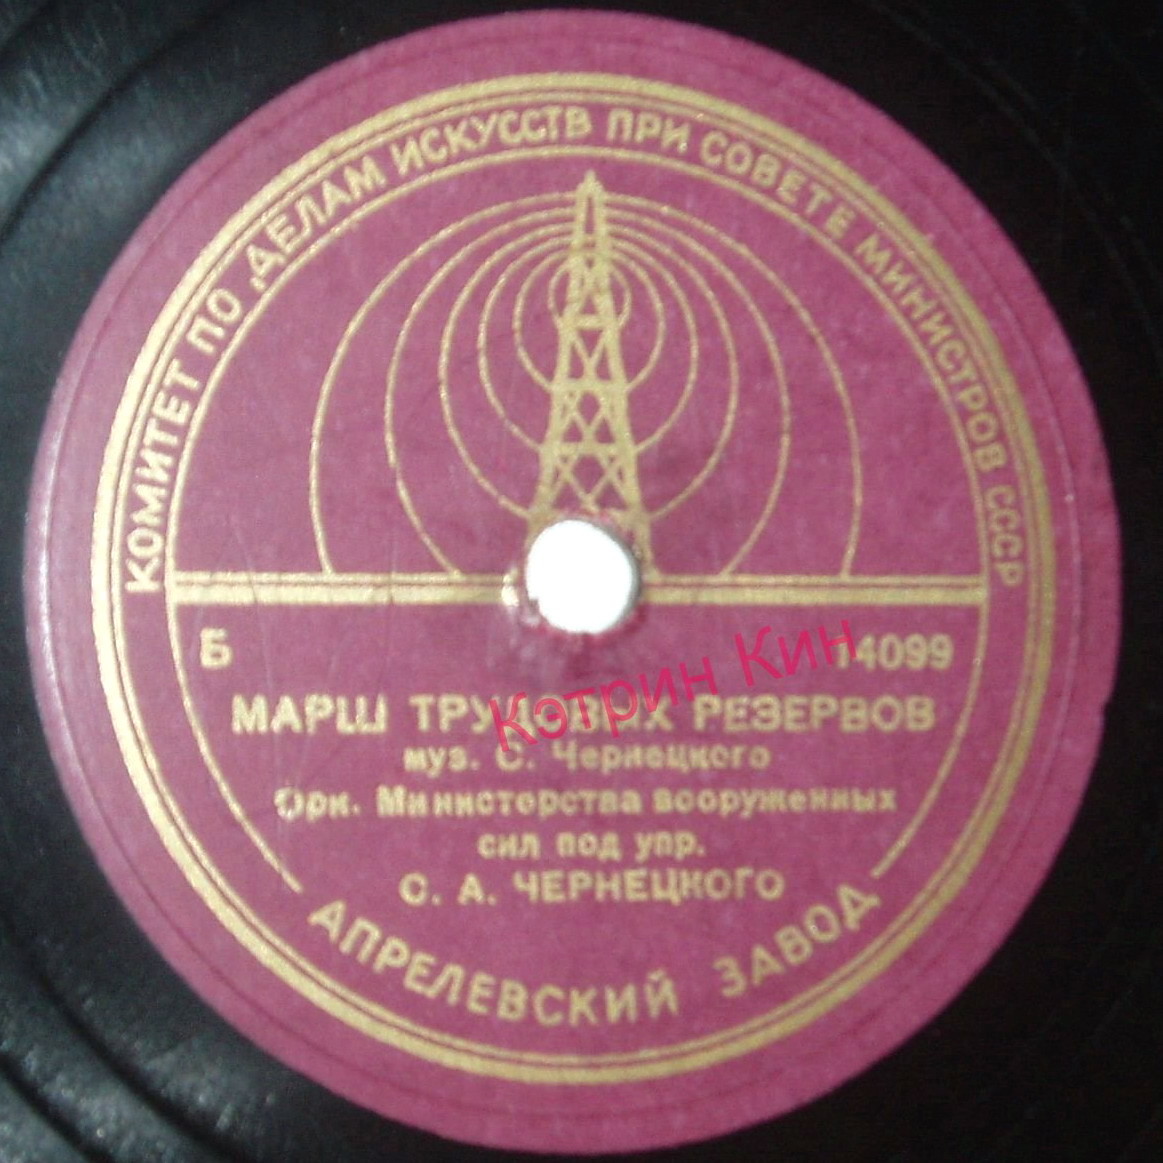 КОМИТЕТ ПО ДЕЛАМ ИСКУССТВ ПРИ СОВЕТЕ МИНИСТРОВ СССР
Б 14099
МАРШ ТРУДОВЫХ РЕЗЕРВОВ
муз. С. Чернецкого
Орк. Министерства вооруженных
сил под упр.
С. А. ЧЕРНЕЦКОГО
АПРЕЛЕВСКИЙ ЗАВОД
Кэтрин Кин